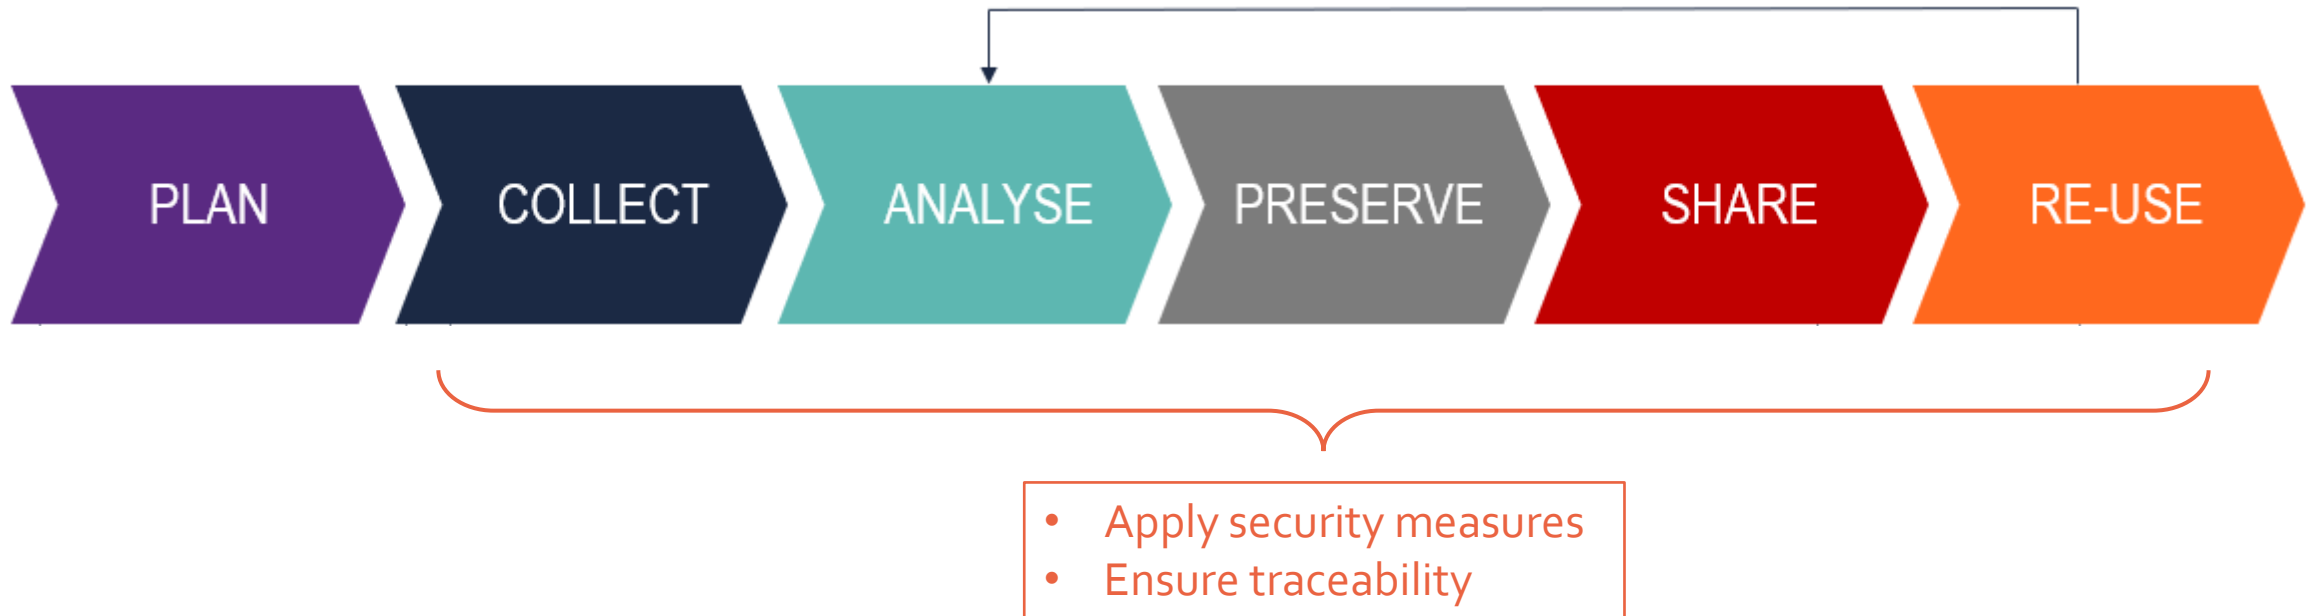 PLAN
COLLECT
ANALYSE
PRESERVE
SHARE
RE-USE
• Apply security measures
• Ensure traceability